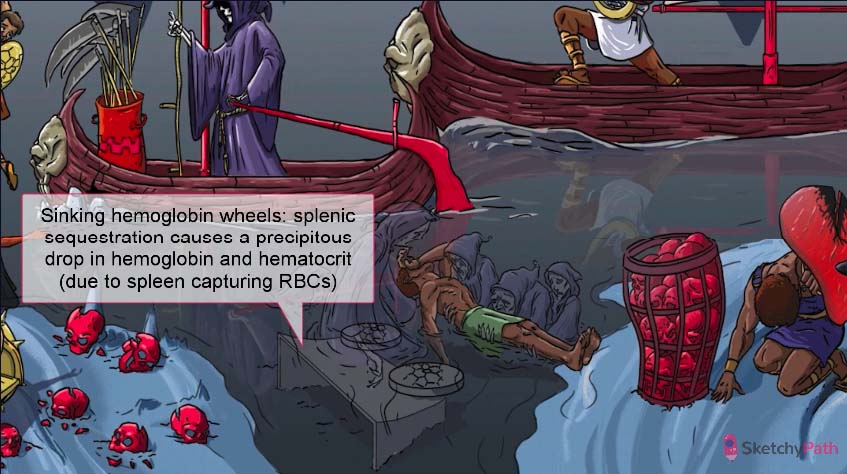 Sinking hemoglobin wheels: splenic
sequestration causes a precipitous
drop in hemoglobin and hematocrit
(due to spleen capturing RBCs)
SketchyPath